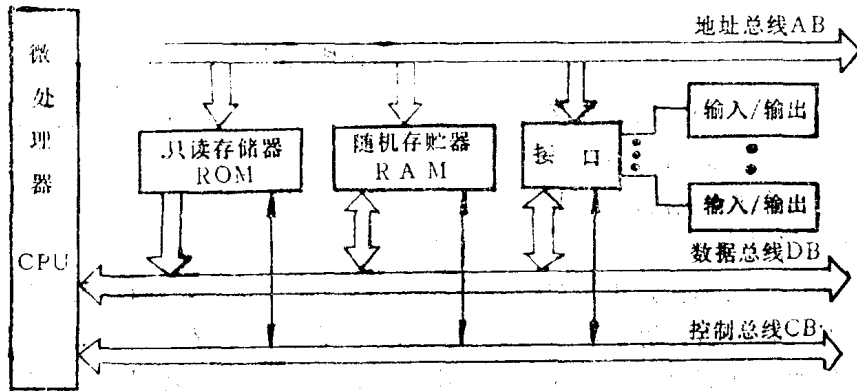 地址总线AB
微处理器
CPU
只读存储器
ROM
随机存贮器
RAM
接 口
输入/输出
输入/输出
数据总线DB
控制总线CB